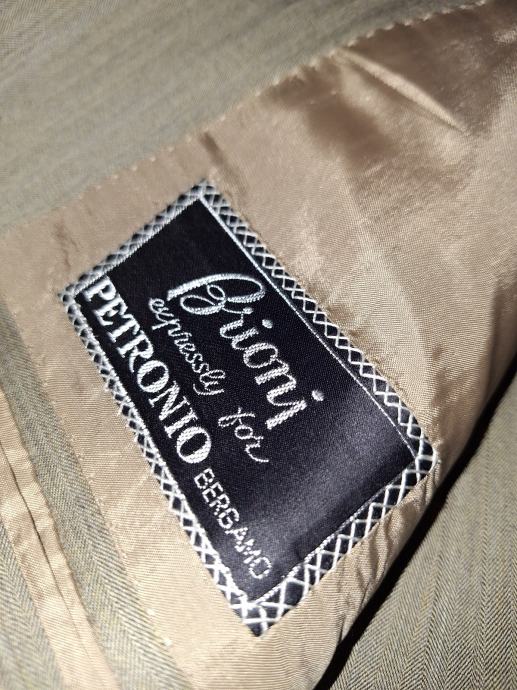 Brioni
expressly for
PETRONIO BERGAMO